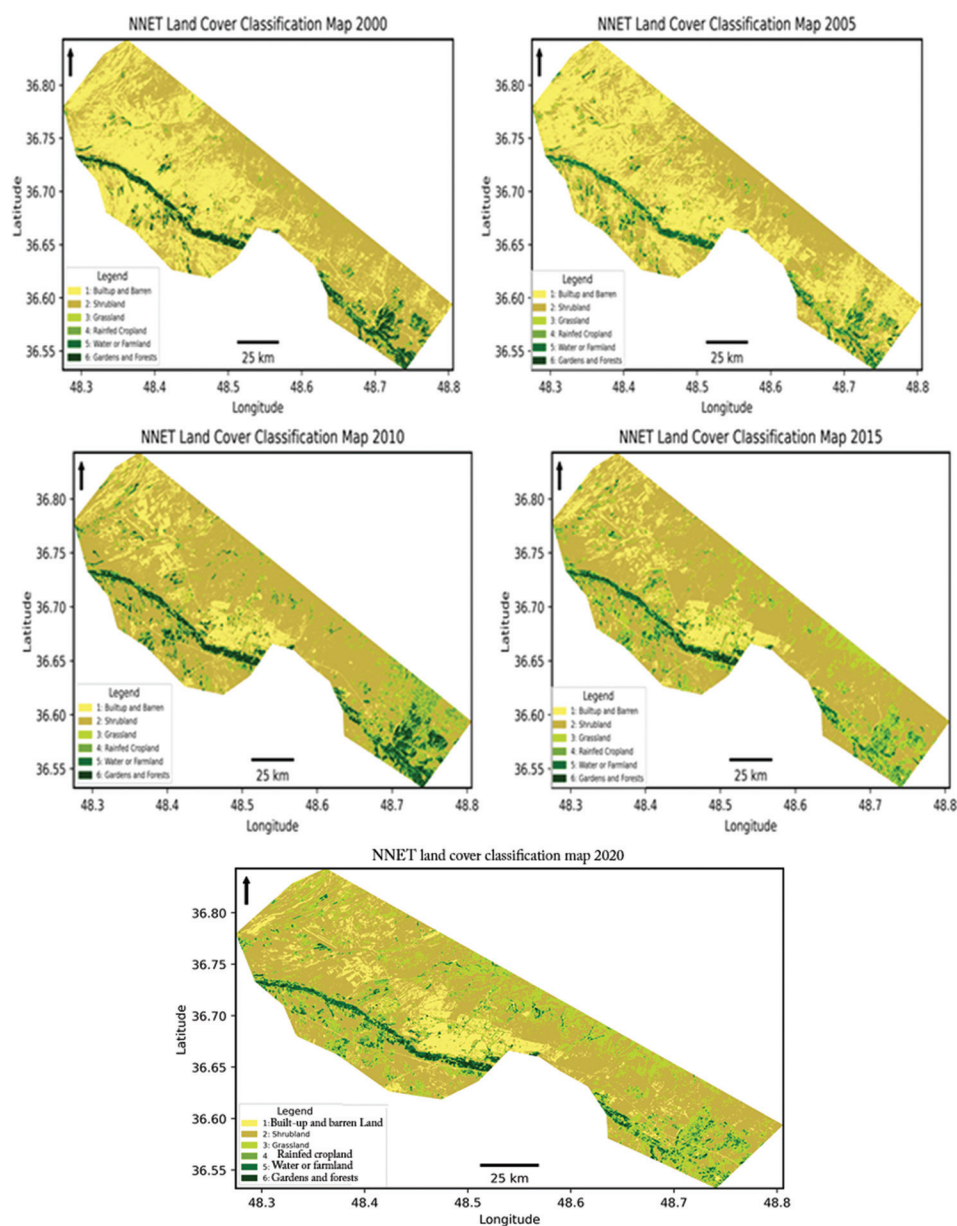 NNET Land Cover Classification Map 2000
36.80
36.75
36.70
36.65
36.60
36.55
Latitude
Legend
1: Builtup and Barren
2: Shrubland
3: Grassland
4: Rainfed Cropland
5: Water or Farmland
6: Gardens and Forests
25 km
48.3 48.4 48.5 48.6 48.7 48.8
Longitude
NNET Land Cover Classification Map 2005
36.80
36.75
36.70
36.65
36.60
36.55
Latitude
Legend
1: Builtup and Barren
2: Shrubland
3: Grassland
4: Rainfed Cropland
5: Water or Farmland
6: Gardens and Forests
25 km
48.3 48.4 48.5 48.6 48.7 48.8
Longitude
NNET Land Cover Classification Map 2010
36.80
36.75
36.70
36.65
36.60
36.55
Latitude
Legend
1: Builtup and Barren
2: Shrubland
3: Grassland
4: Rainfed Cropland
5: Water or Farmland
6: Gardens and Forests
25 km
48.3 48.4 48.5 48.6 48.7 48.8
Longitude
NNET Land Cover Classification Map 2015
36.80
36.75
36.70
36.65
36.60
36.55
Latitude
Legend
1: Builtup and Barren
2: Shrubland
3: Grassland
4: Rainfed Cropland
5: Water or Farmland
6: Gardens and Forests
25 km
48.3 48.4 48.5 48.6 48.7 48.8
Longitude
NNET land cover classification map 2020
36.80
36.75
36.70
36.65
36.60
36.55
Latitude
Legend
1: Built-up and barren Land
2: Shrubland
3: Grassland
4: Rainfed cropland
5: Water or farmland
6: Gardens and forests
25 km
48.3 48.4 48.5 48.6 48.7 48.8
Longitude